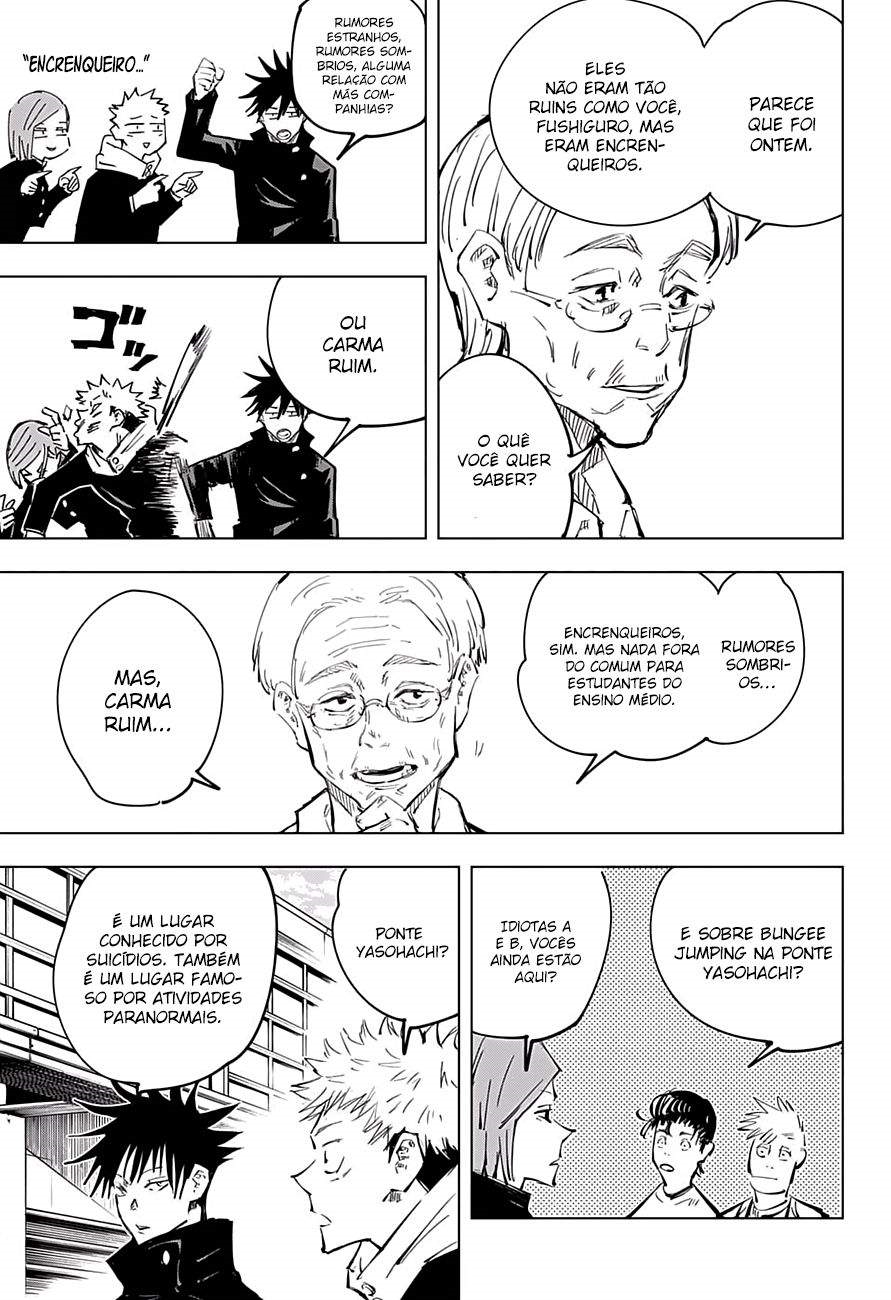 PARECE
QUE FOI
ONTEM.
ELES
NÃO ERAM TÃO
RUINS COMO VOCÊ,
FUSHIGURO, MAS
ERAM ENCREN-
QUEIROS.
O QUÊ
VOCÊ QUER
SABER?
RUMORES
ESTRANHOS,
RUMORES SOM-
BRIOS, ALGUMA
RELAÇÃO COM
MÁS COM-
PANHIAS?
"ENCRENQUEIRO..."
OU
CARMA
RUIM.
ゴッ
RUMORES
SOMBRI-
OS...
ENCRENQUEIROS,
SIM. MAS NADA FORA
DO COMUM PARA
ESTUDANTES DO
ENSINO MÉDIO.
MAS,
CARMA
RUIM...
E SOBRE BUNGEE
JUMPING NA PONTE
YASOHACHI?
IDIOTAS A
E B, VOCÊS
AINDA ESTÃO
AQUI?
PONTE
YASOHACHI?
É UM LUGAR
CONHECIDO POR
SUICÍDIOS. TAMBÉM
É UM LUGAR FAMO-
SO POR ATIVIDADES
PARANORMAIS.